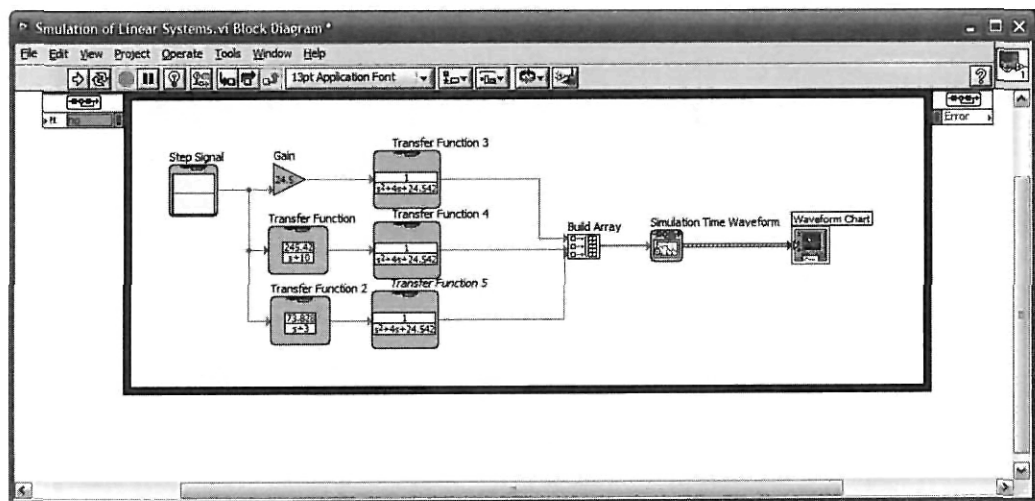 Smulation of Linear Systems.vi Block Diagram *
File Edit View Project Operate Tools Window Help
13pt Application Font
?
Error
Step Signal
Gain
24.5
Transfer Function 3
1
s²+4s+24.542
Transfer Function
245.42
s+10
Transfer Function 4
1
s²+4s+24.542
Transfer Function 2
73.626
s+3
Transfer Function 5
1
s²+4s+24.542
Build Array
Simulation Time Waveform
Waveform Chart